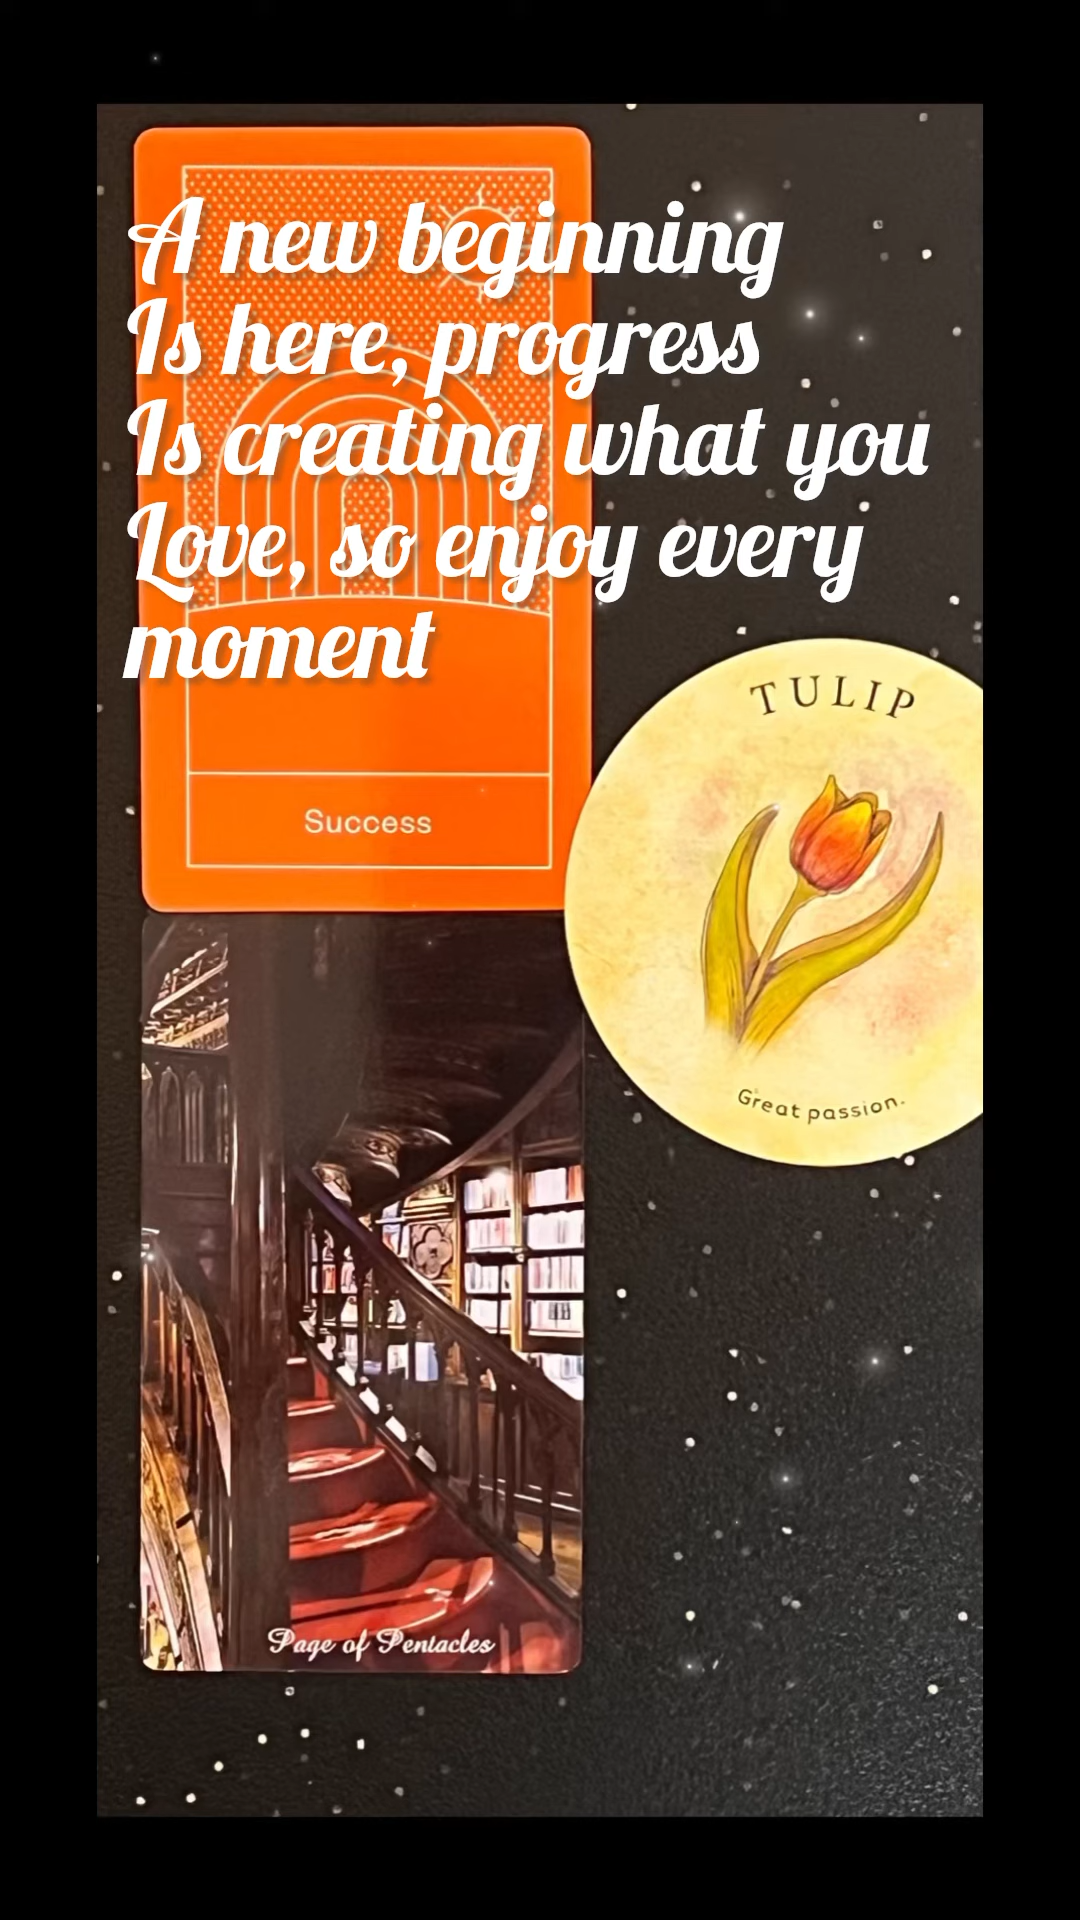 A new beginning
Is here, progress
Is creating what you
Love, so enjoy every
moment
Success
TULIP
Great passion.
Page of Pentacles